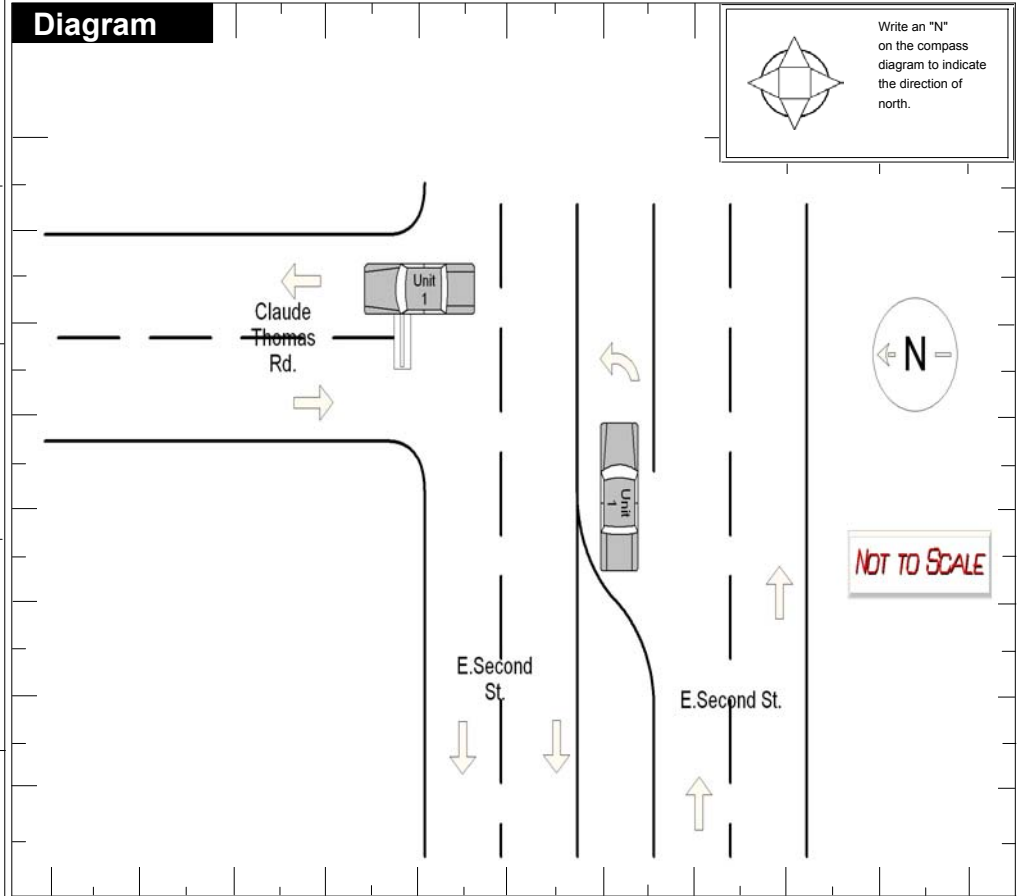 Diagram
Write an "N"
on the compass
diagram to indicate
the direction of
north.
Unit
1
Claude
Thomas
Rd.
N
Unit
1
NOT TO SCALE
E.Second
St.
E.Second St.